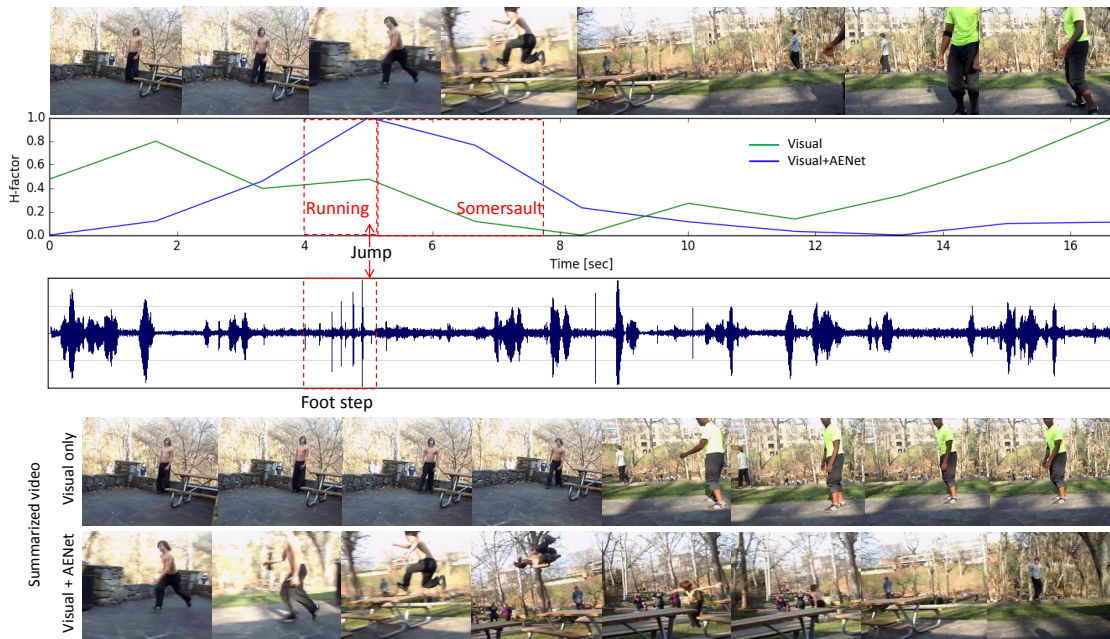 1.0
0.8
0.6
0.4
0.2
0.0
H-factor
Visual
Visual+AENet
Running
Somersault
0 2 4 6 8 10 12 14 16
Jump
Time [sec]
Foot step
Summarized video
Visual only
Visual + AENet